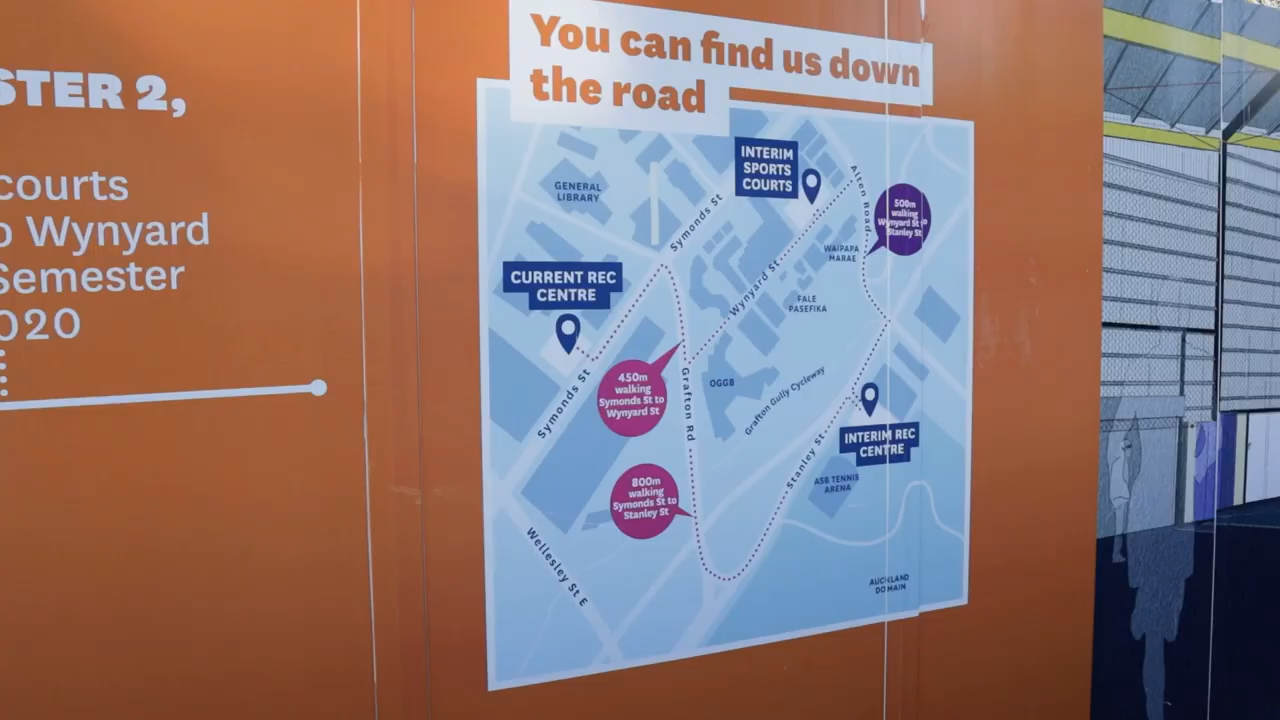 STER 2,
courts
o Wynyard
Semester
020
You can find us down
the road
GENERAL
LIBRARY
INTERIM
SPORTS
COURTS
Symonds St
Alten Road
500m
walking
Wynyard St to
Stanley St
WAIPAPA
MARAE
CURRENT REC
CENTRE
Wynyard St
FALE
PASEFIKA
450m
walking
Symonds St to
Wynyard St
Symonds St
Grafton Rd
OGGB
Grafton Gully Cycleway
INTERIM REC
CENTRE
Stanley St
ASB TENNIS
ARENA
800m
walking
Symonds St to
Stanley St
Wellesley St E
AUCKLAND
DOMAIN